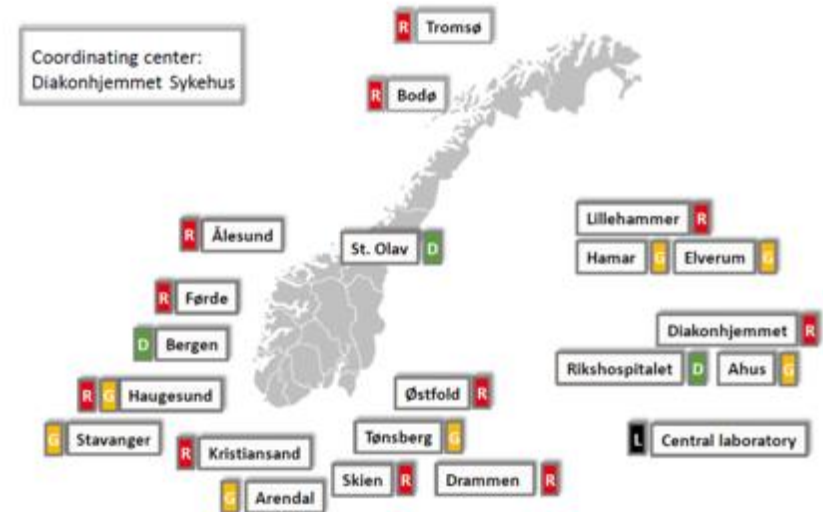 R Tromsø
Coordinating center:
Diakonhjemmet Sykehus
R Bodø
Lillehammer R
R Ålesund
St. Olav D
Hamar G Elverum G
R Førde
Diakonhjemmet R
D Bergen
Rikshospitalet D Ahus G
R G Haugesund
Østfold R
G Stavanger
Tønsberg G
L Central laboratory
R Kristiansand
Skien R
Drammen R
G Arendal